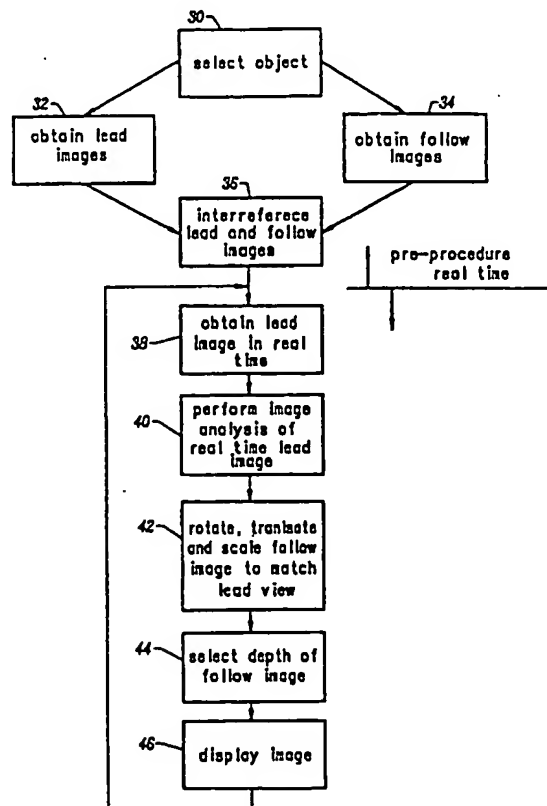 30
select object
32
obtain lead
images
34
obtain follow
images
36
interreferece
lead and follow
images
pre-procedure
real time
38
obtain lead
image in real
time
40
perform image
analysis of
real time lead
image
42
rotate, translate
and scale follow
image to match
lead view
44
select depth of
follow image
46
display image